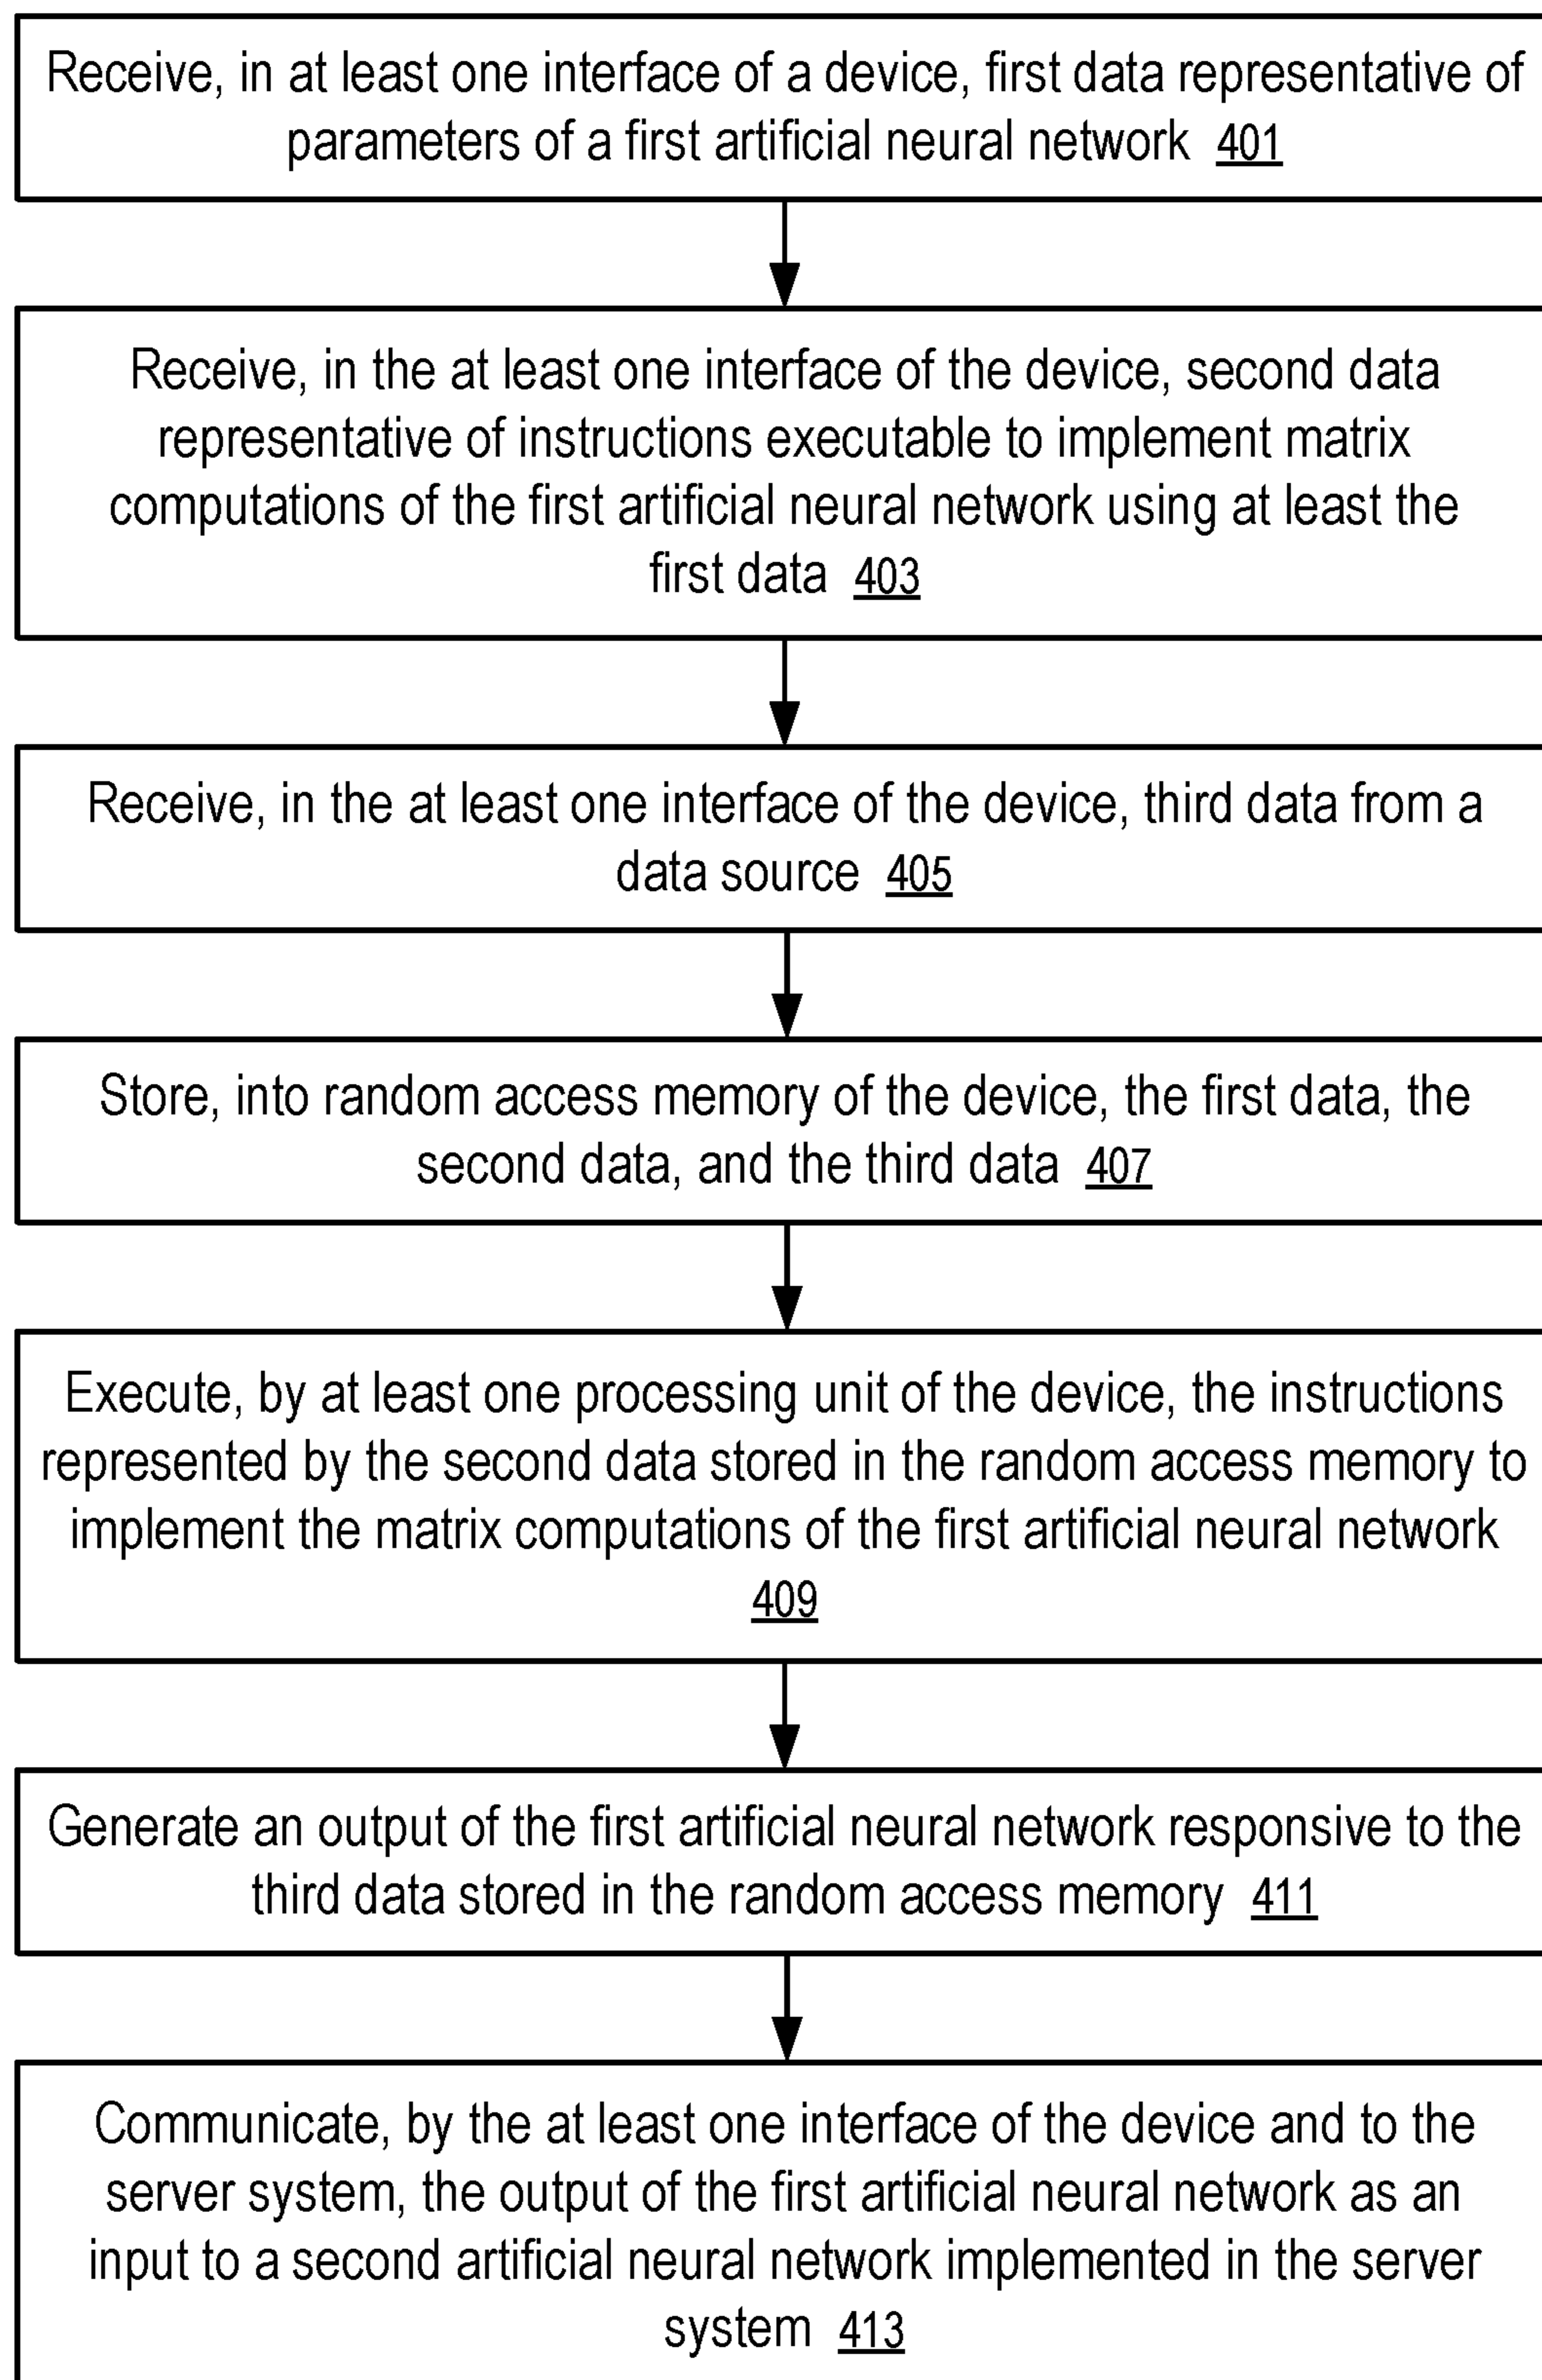 Receive, in at least one interface of a device, first data representative of
parameters of a first artificial neural network 401
Receive, in the at least one interface of the device, second data
representative of instructions executable to implement matrix
computations of the first artificial neural network using at least the
first data 403
Receive, in the at least one interface of the device, third data from a
data source 405
Store, into random access memory of the device, the first data, the
second data, and the third data 407
Execute, by at least one processing unit of the device, the instructions
represented by the second data stored in the random access memory to
implement the matrix computations of the first artificial neural network
409
Generate an output of the first artificial neural network responsive to the
third data stored in the random access memory 411
Communicate, by the at least one interface of the device and to the
server system, the output of the first artificial neural network as an
input to a second artificial neural network implemented in the server
system 413